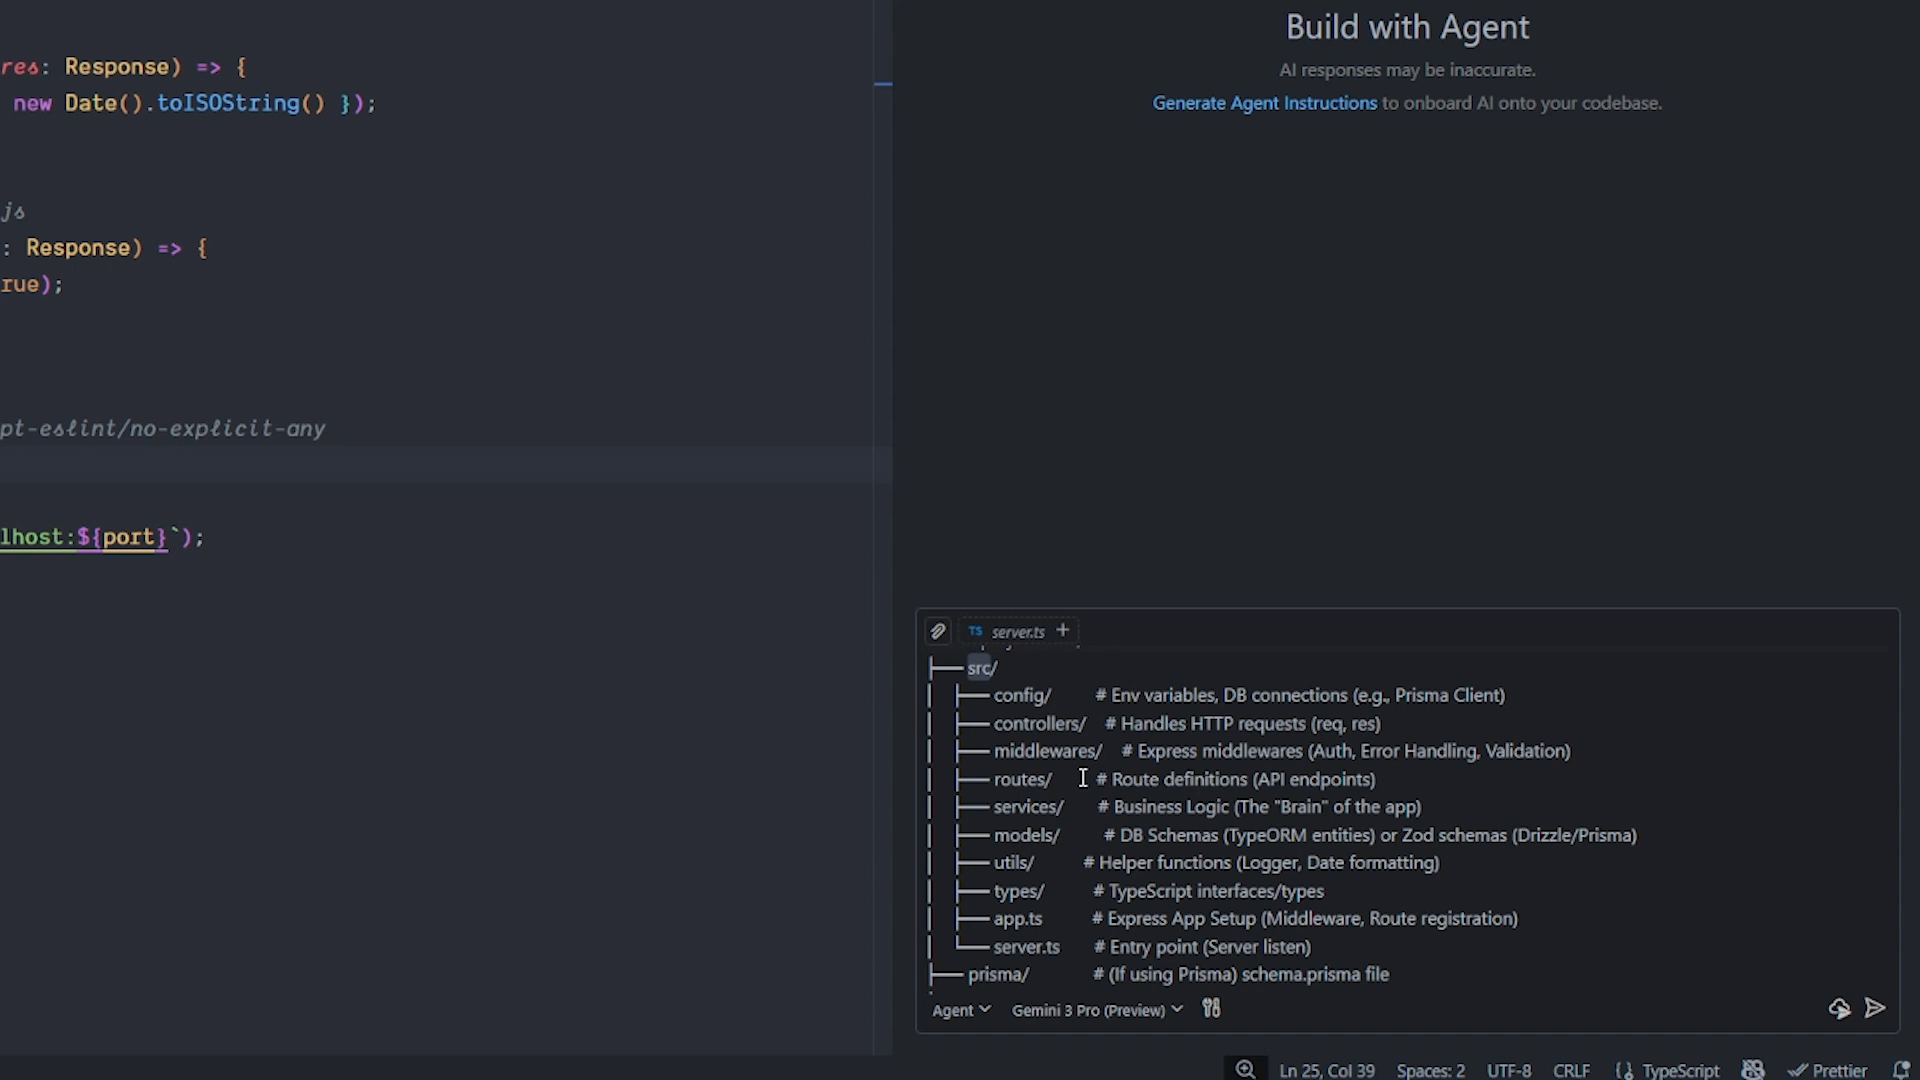 res: Response) => {
new Date().toISOString() });
js
: Response) => {
rue);
pt-eslint/no-explicit-any
lhost:${port}`);
Build with Agent
AI responses may be inaccurate.
Generate Agent Instructions to onboard AI onto your codebase.
TS server.ts +
├── src/
│ ├── config/ # Env variables, DB connections (e.g., Prisma Client)
│ ├── controllers/ # Handles HTTP requests (req, res)
│ ├── middlewares/ # Express middlewares (Auth, Error Handling, Validation)
│ ├── routes/ # Route definitions (API endpoints)
│ ├── services/ # Business Logic (The "Brain" of the app)
│ ├── models/ # DB Schemas (TypeORM entities) or Zod schemas (Drizzle/Prisma)
│ ├── utils/ # Helper functions (Logger, Date formatting)
│ ├── types/ # TypeScript interfaces/types
│ ├── app.ts # Express App Setup (Middleware, Route registration)
│ └── server.ts # Entry point (Server listen)
├── prisma/ # (If using Prisma) schema.prisma file
Agent Gemini 3 Pro (Preview)
Ln 25, Col 39 Spaces: 2 UTF-8 CRLF {} TypeScript Prettier